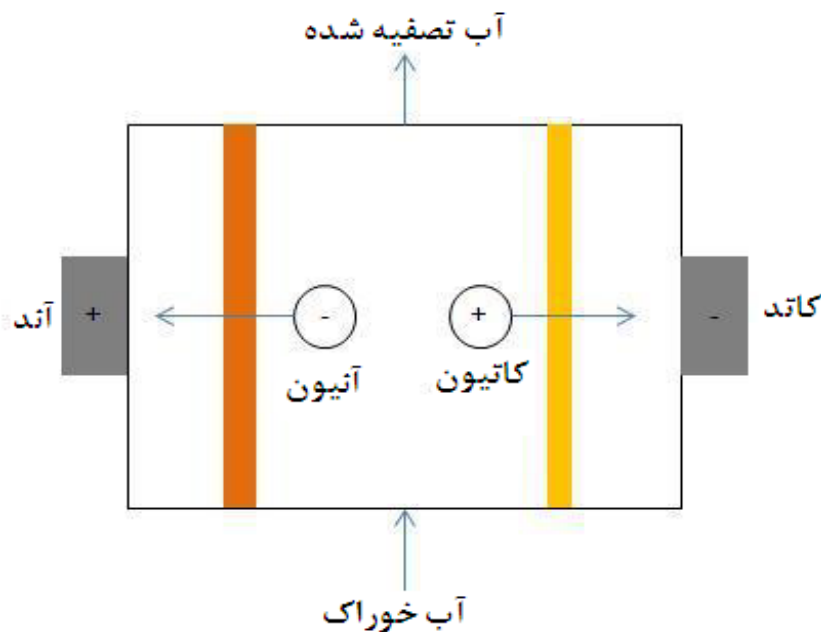 آب تصفیه شده
کاتد
-
+
-
+
آند
کاتیون
آنیون
آب خوراک